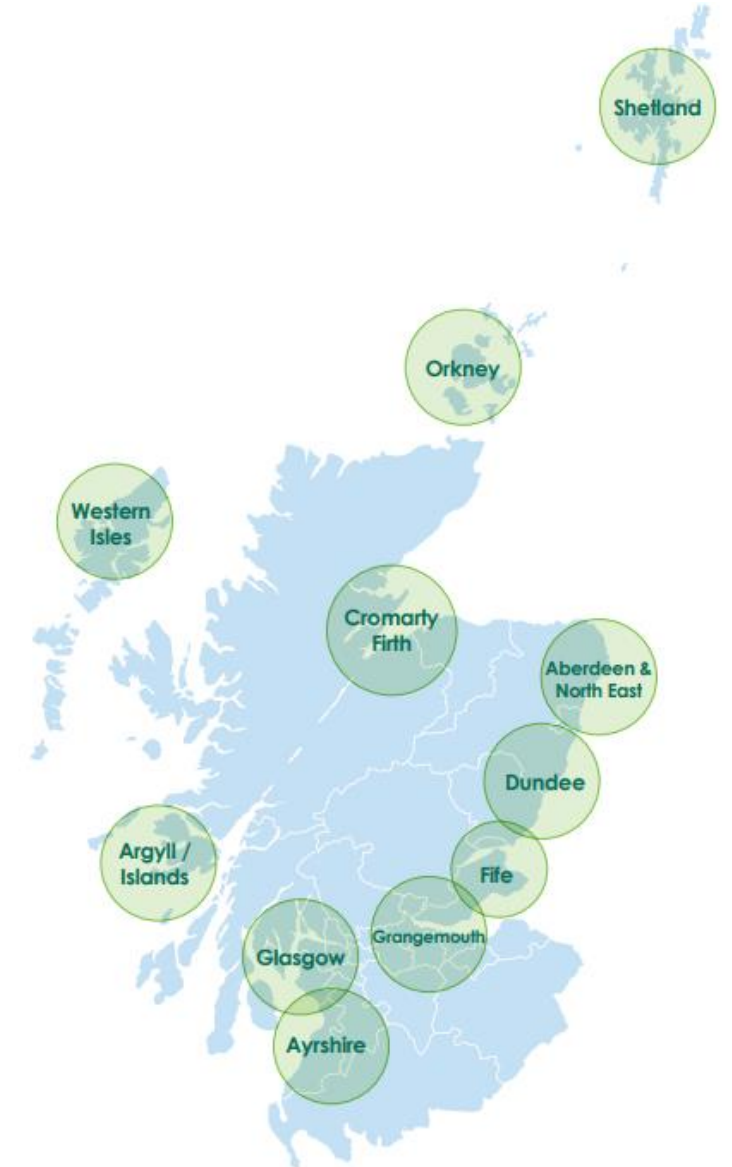 Shetland
Orkney
Western
Isles
Cromarty
Firth
Aberdeen &
North East
Dundee
Argyll /
Islands
Fife
Grangemouth
Glasgow
Ayrshire